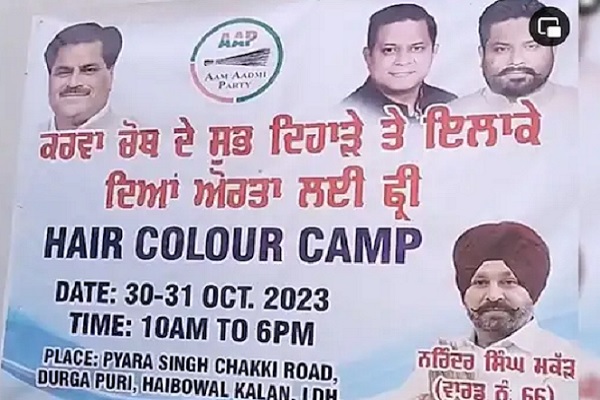 AAP
AAM AADMI
PARTY
ਕਰਵਾ ਚੋਥ ਦੇ ਸ਼ੁਭ ਦਿਹਾੜੇ ਤੇ ਇਲਾਕੇ
ਦਿਆਂ ਔਰਤਾ ਲਈ ਫ੍ਰੀ
HAIR COLOUR CAMP
DATE: 30-31 OCT. 2023
TIME: 10AM TO 6PM
PLACE: PYARA SINGH CHAKKI ROAD,
DURGA PURI, HAIBOWAL KALAN, LDH
ਨਰਿੰਦਰ ਸਿੰਘ ਮਕੱੜ
(ਵਾਰਡ ਨੰ. 66)